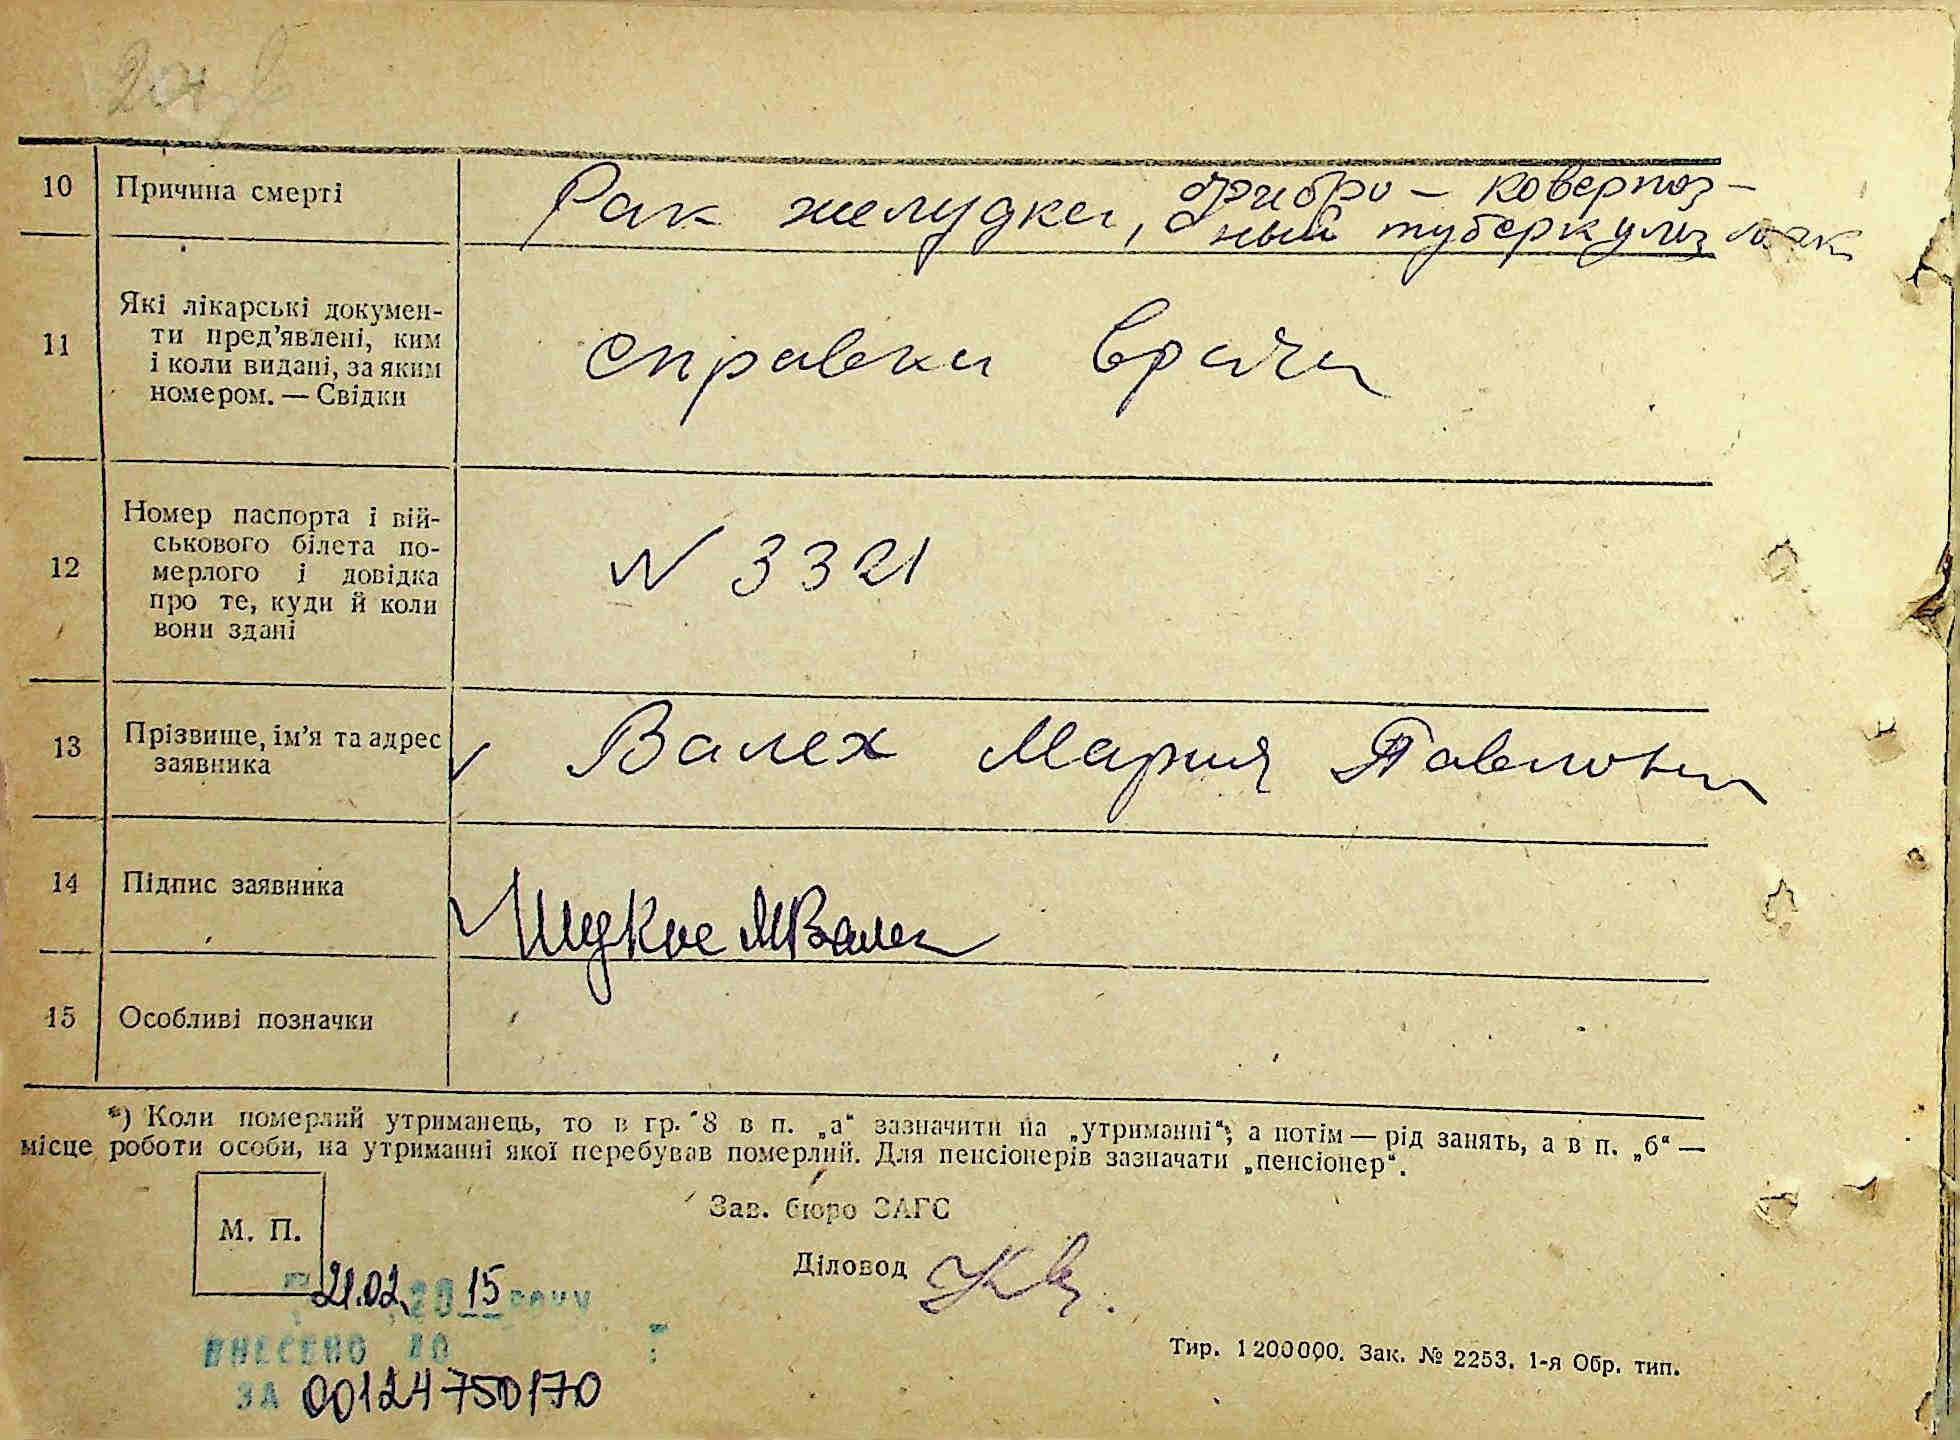 10 Причина смерті Рак желудка, фибро - коверноз-
ный туберкулез
11 Які лікарські докумен-
ти пред'явлені, ким
і коли видані, за яким
номером. — Свідки
справка врача
12 Номер паспорта і вій-
ськового білета по-
мерлого і довідка
про те, куди й коли
вони здані
N 3321
13 Прізвище, ім'я та адрес
заявника
Валех Мария Павловна
14 Підпис заявника
15 Особливі позначки
*) Коли померлий утриманець, то в гр. 8 в п. „а“ зазначити на „утриманні“; а потім — рід занять, а в п. „б“ —
місце роботи особи, на утриманні якої перебував померлий. Для пенсіонерів зазначати „пенсіонер“.
М. П.
Зав. бюро ЗАГС
Діловод
21.02. 2015 року
ВНЕСЕНО ДО
ЗА 00124750170
Тир. 1200000. Зак. № 2253. 1-я Обр. тип.